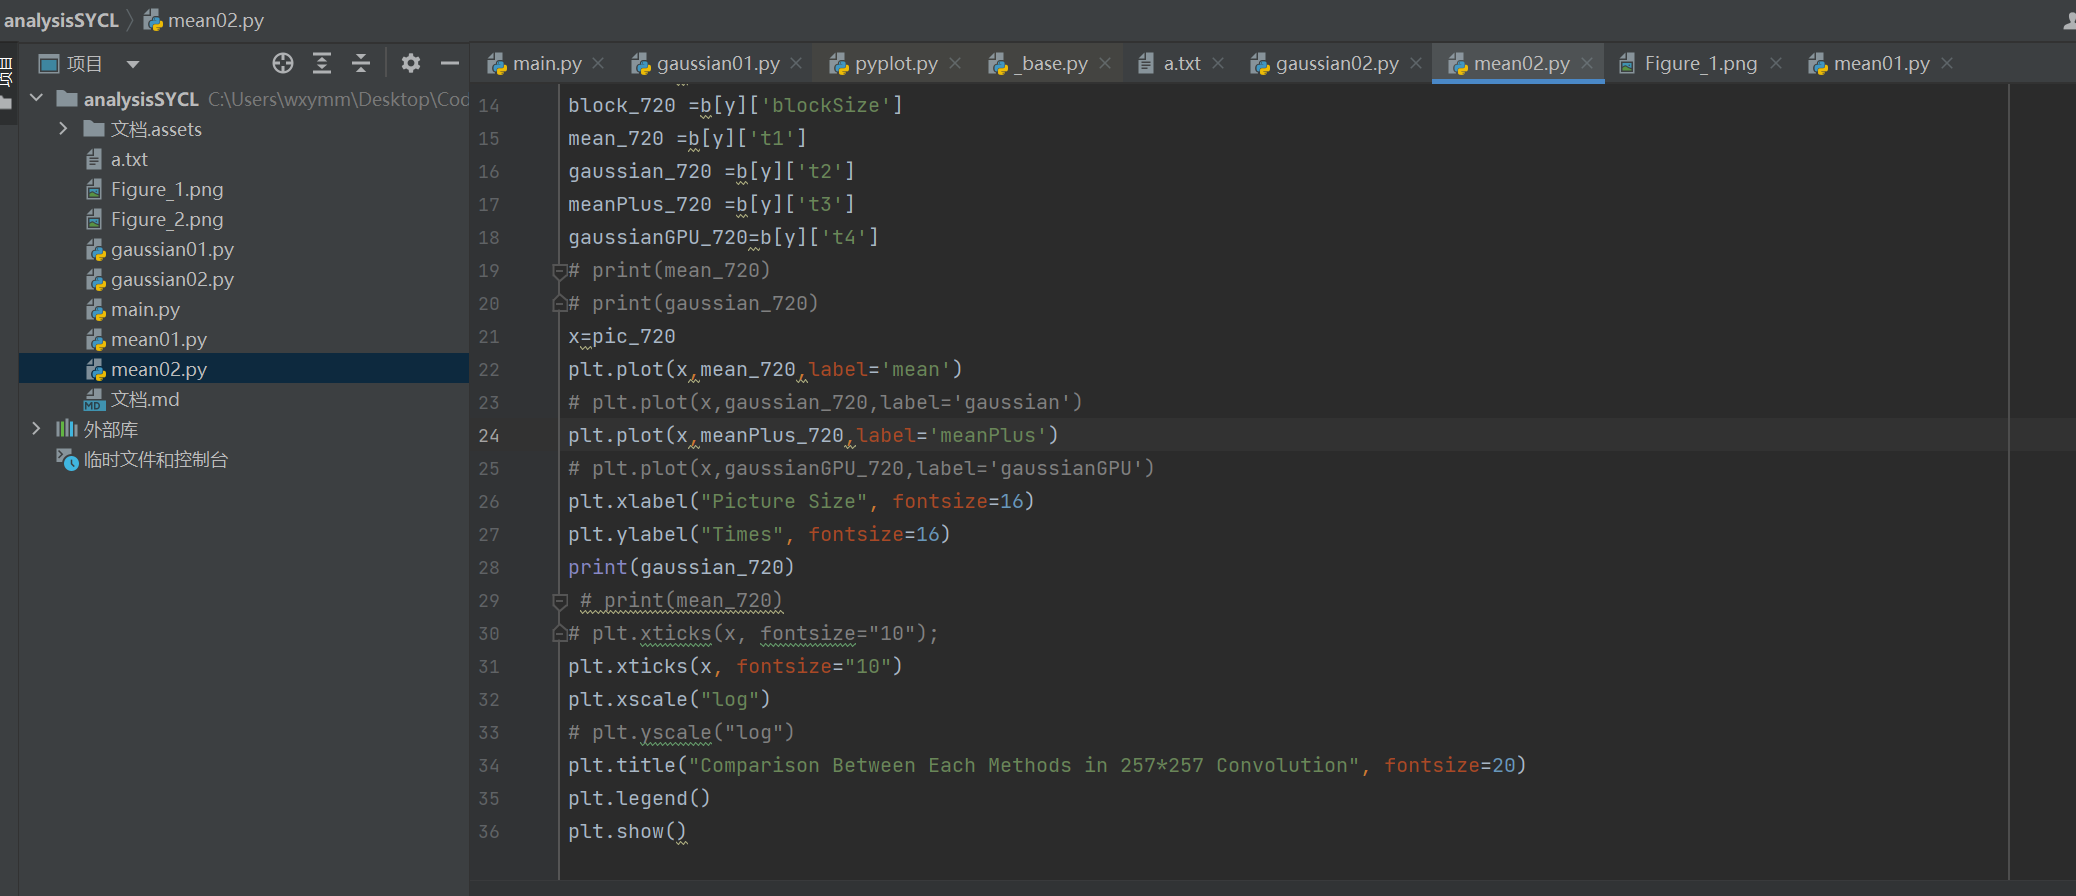 analysisSYCL mean02.py
项目
项目
main.py
gaussian01.py
pyplot.py
_base.py
a.txt
gaussian02.py
mean02.py
Figure_1.png
mean01.py
analysisSYCL C:\Users\wxymm\Desktop\Cod
文档.assets
a.txt
Figure_1.png
Figure_2.png
gaussian01.py
gaussian02.py
main.py
mean01.py
mean02.py
文档.md
外部库
临时文件和控制台
14 block_720 =b[y]['blockSize']
15 mean_720 =b[y]['t1']
16 gaussian_720 =b[y]['t2']
17 meanPlus_720 =b[y]['t3']
18 gaussianGPU_720=b[y]['t4']
19 # print(mean_720)
20 # print(gaussian_720)
21 x=pic_720
22 plt.plot(x,mean_720,label='mean')
23 # plt.plot(x,gaussian_720,label='gaussian')
24 plt.plot(x,meanPlus_720,label='meanPlus')
25 # plt.plot(x,gaussianGPU_720,label='gaussianGPU')
26 plt.xlabel("Picture Size", fontsize=16)
27 plt.ylabel("Times", fontsize=16)
28 print(gaussian_720)
29 # print(mean_720)
30 # plt.xticks(x, fontsize="10");
31 plt.xticks(x, fontsize="10")
32 plt.xscale("log")
33 # plt.yscale("log")
34 plt.title("Comparison Between Each Methods in 257*257 Convolution", fontsize=20)
35 plt.legend()
36 plt.show()